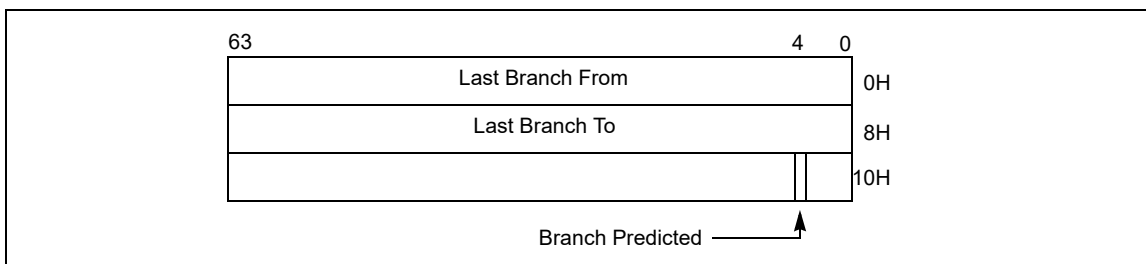 63 4 0
Last Branch From 0H
Last Branch To 8H
10H
Branch Predicted